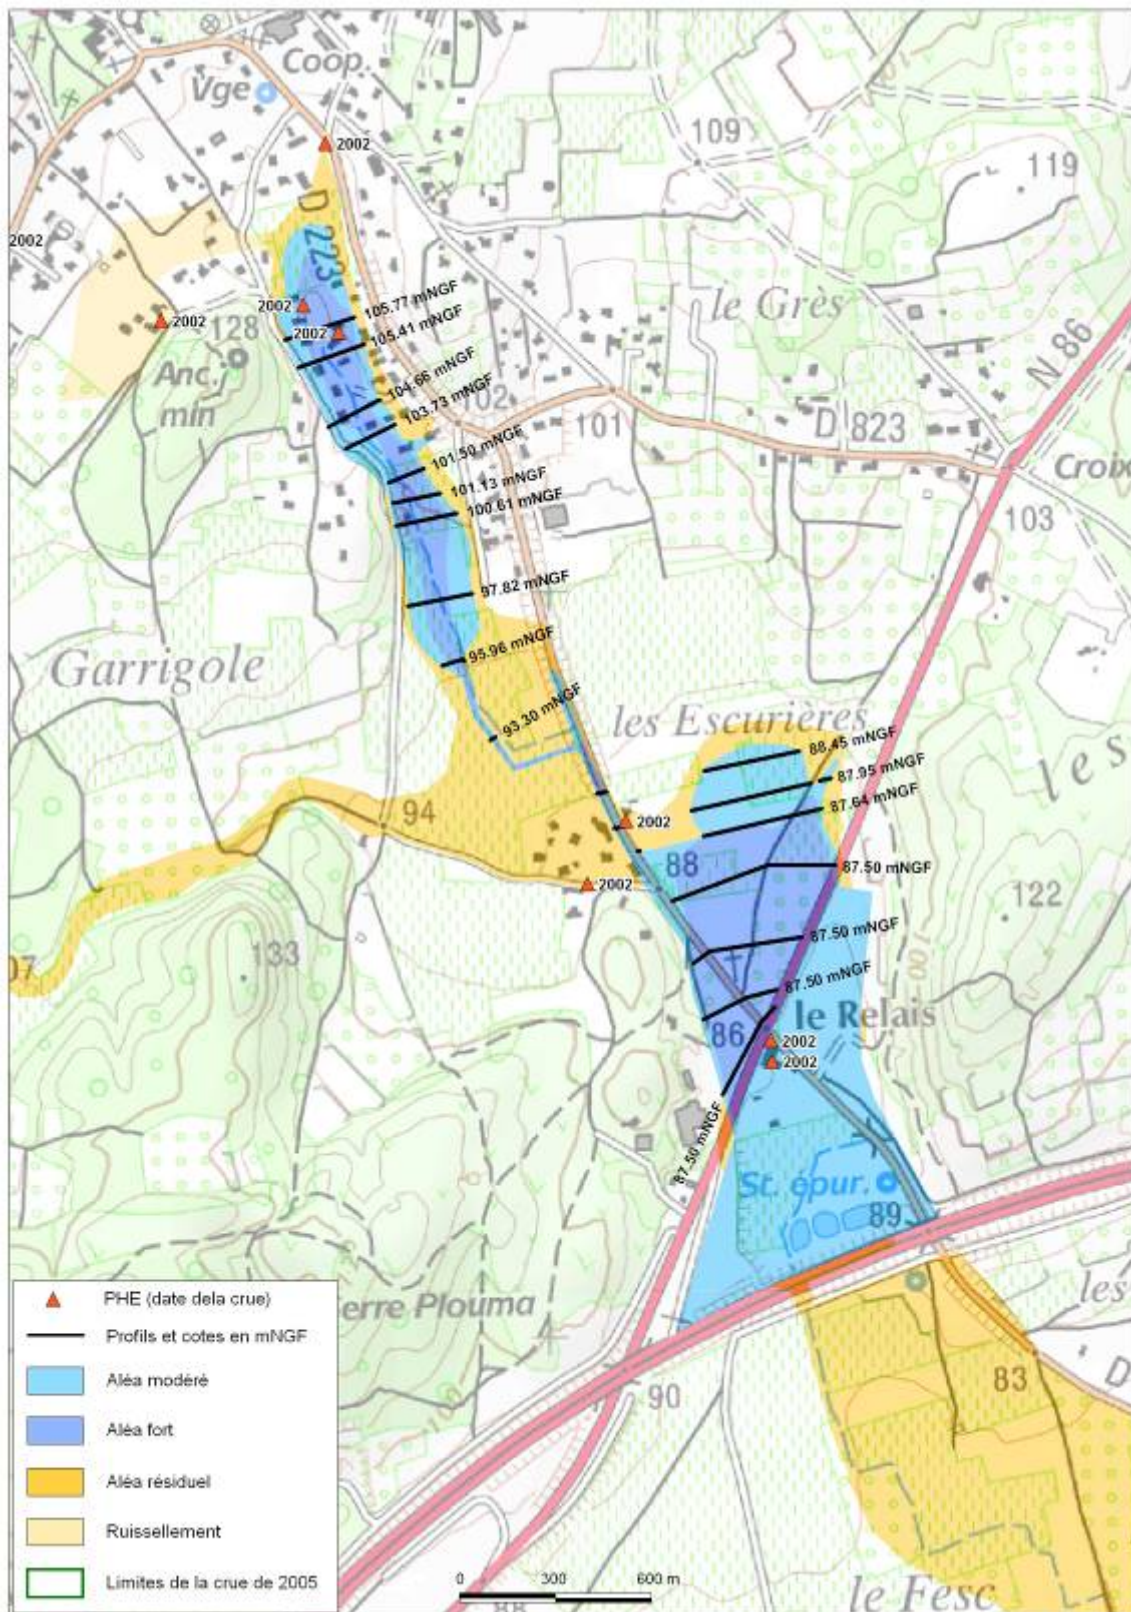 Coop.
Vge
2002
109
119
D 223
2002
2002
2002
2002
128
Anc.
min
105.77 mNGF
105.41 mNGF
104.66 mNGF
103.73 mNGF
le Grès
N 86
102
101
D 823
101.50 mNGF
101.13 mNGF
100.61 mNGF
Croix
103
97.82 mNGF
Garrigole
95.96 mNGF
93.30 mNGF
les Escurières
88.45 mNGF
87.95 mNGF
87.64 mNGF
le s
94
2002
88
87.50 mNGF
2002
122
133
87.50 mNGF
100
87.50 mNGF
86
le Relais
2002
2002
87.50 mNGF
St. épur.
89
erre Plouma
les
83
D
90
101
le Fesc
88
PHE (date dela crue)
Profils et cotes en mNGF
Aléa modéré
Aléa fort
Aléa résiduel
Ruissellement
Limites de la crue de 2005
0 300 600 m